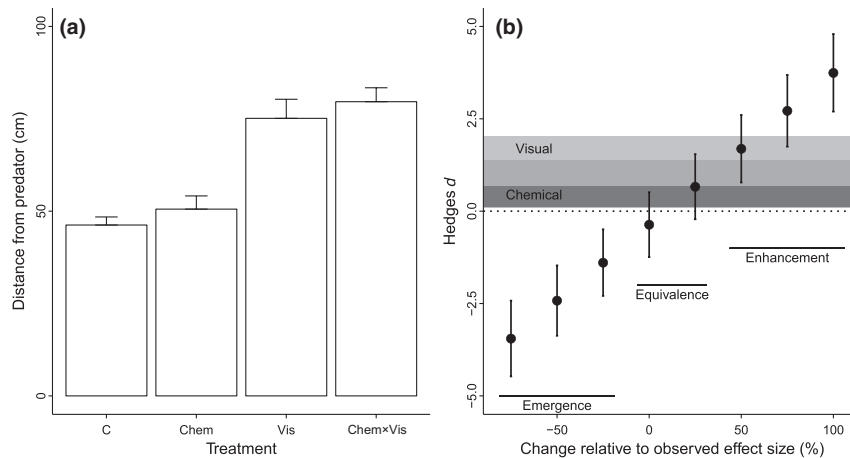 (a)
Distance from predator (cm)
100
50
0
C
Chem
Vis
Chem×Vis
Treatment
(b)
Hedges d
5.0
2.5
0.0
−2.5
−5.0
Visual
Chemical
Enhancement
Equivalence
Emergence
−50
0
50
100
Change relative to observed effect size (%)